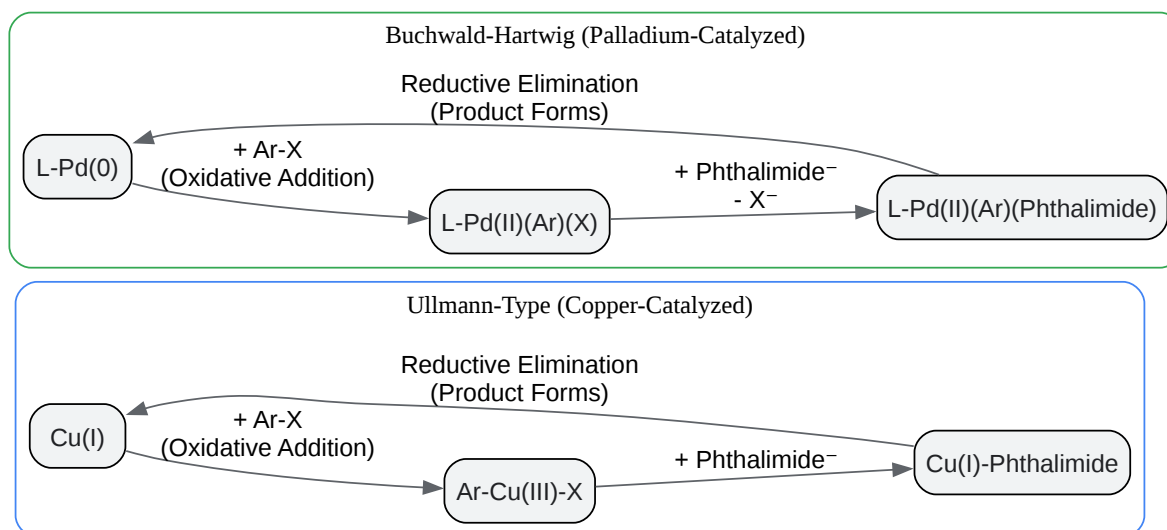 Buchwald-Hartwig (Palladium-Catalyzed)
Reductive Elimination
(Product Forms)
L-Pd(0)
+ Ar-X
(Oxidative Addition)
L-Pd(II)(Ar)(X)
+ Phthalimide⁻
- X⁻
L-Pd(II)(Ar)(Phthalimide)
Ullmann-Type (Copper-Catalyzed)
Reductive Elimination
(Product Forms)
Cu(I)
+ Ar-X
(Oxidative Addition)
Ar-Cu(III)-X
+ Phthalimide⁻
Cu(I)-Phthalimide